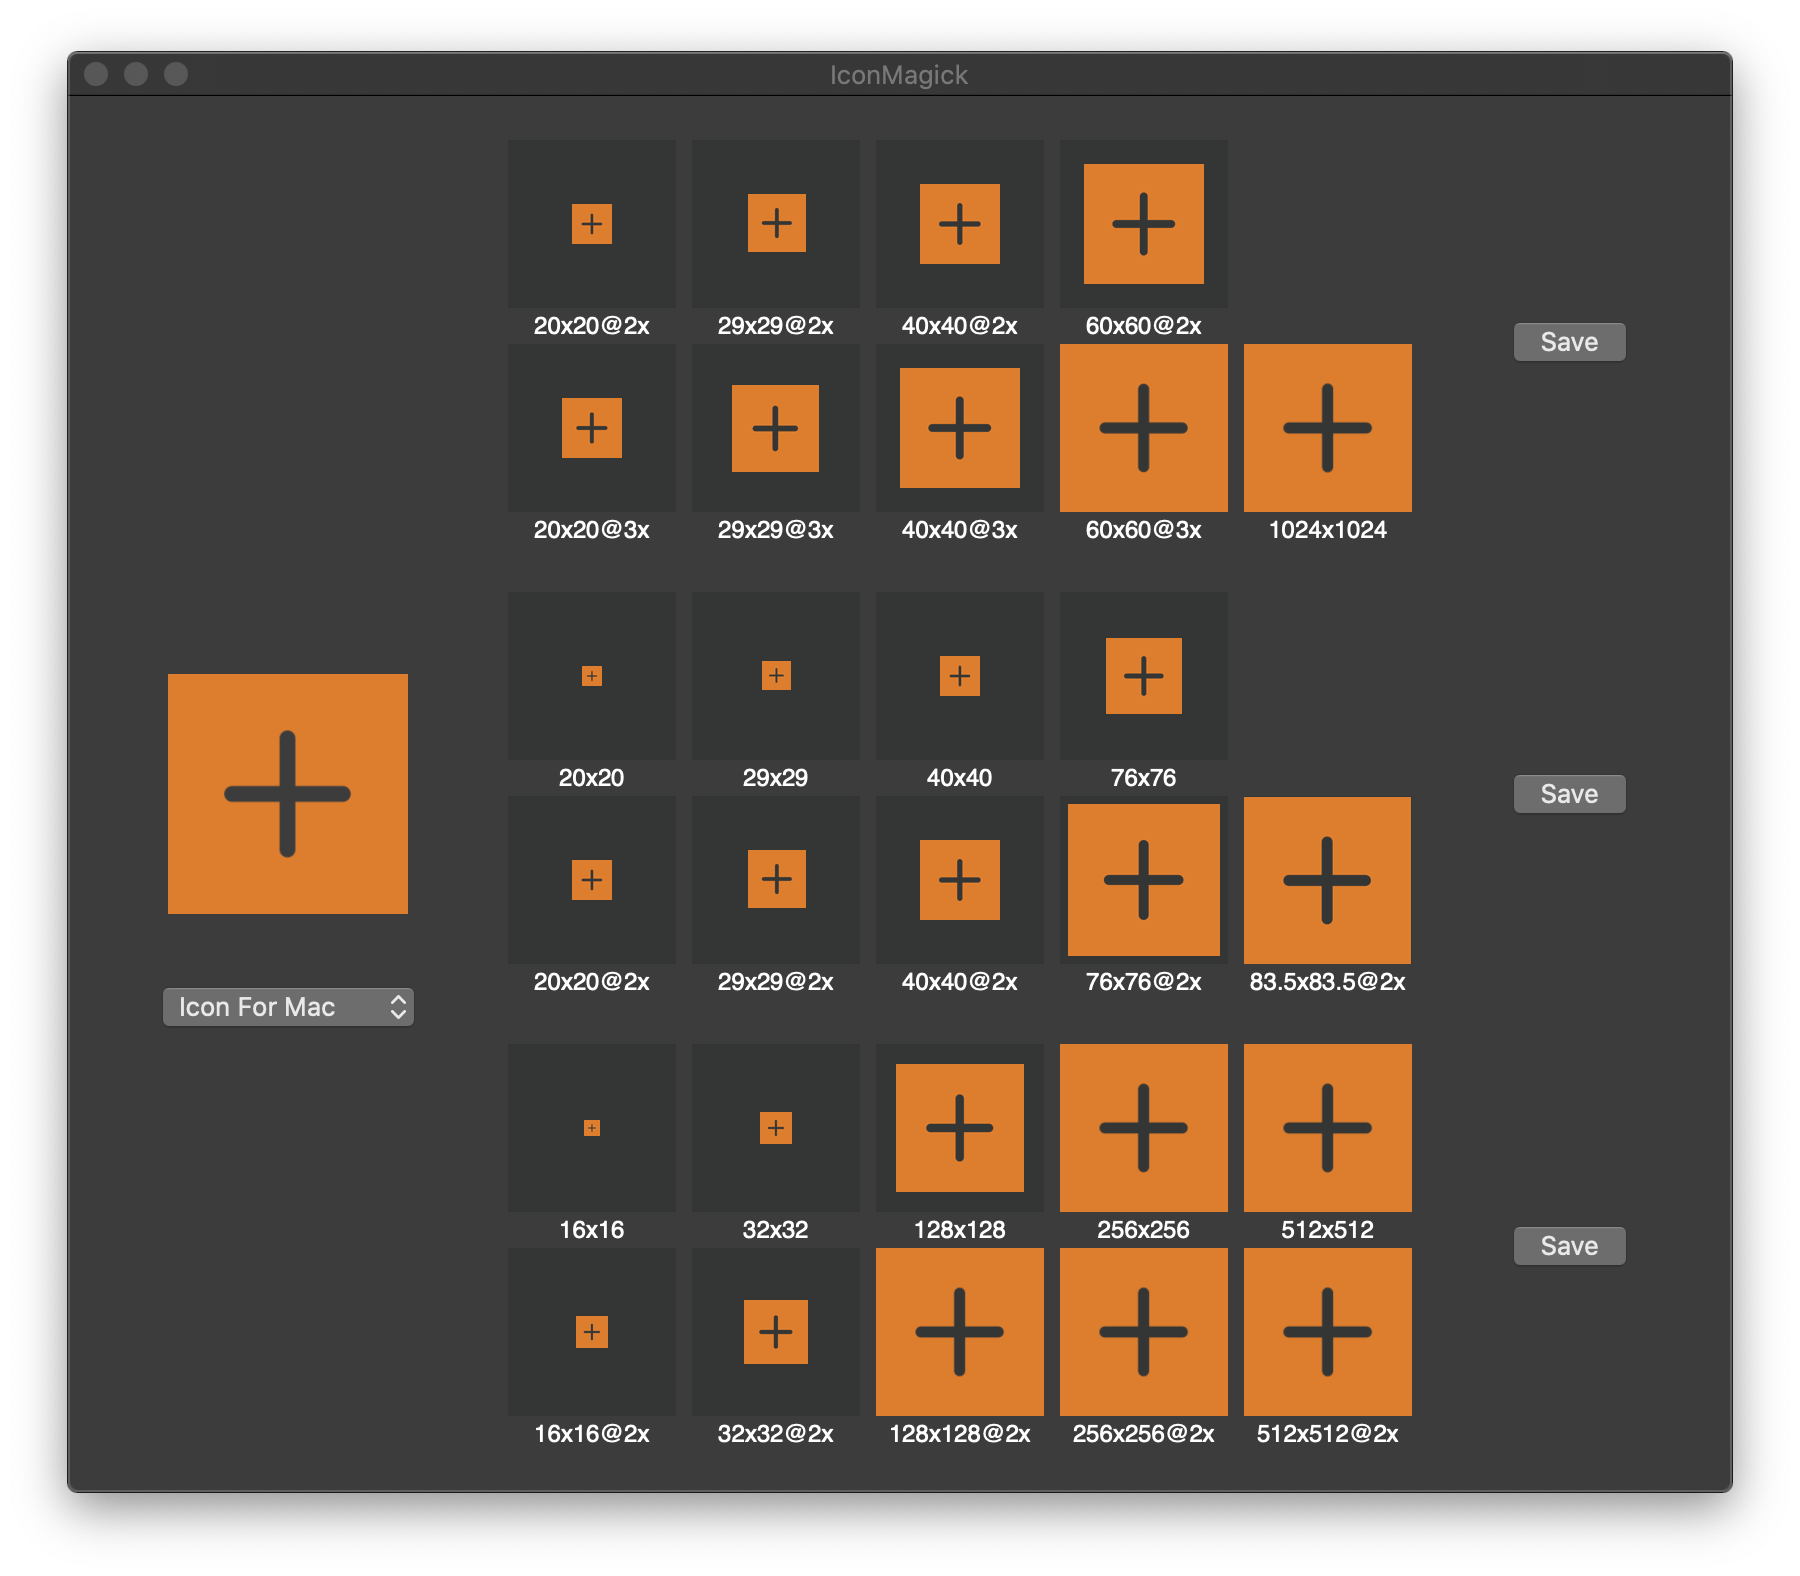 IconMagick
20x20@2x 29x29@2x 40x40@2x 60x60@2x
Save
20x20@3x 29x29@3x 40x40@3x 60x60@3x 1024x1024
20x20 29x29 40x40 76x76
Save
20x20@2x 29x29@2x 40x40@2x 76x76@2x 83.5x83.5@2x
Icon For Mac
16x16 32x32 128x128 256x256 512x512
Save
16x16@2x 32x32@2x 128x128@2x 256x256@2x 512x512@2x